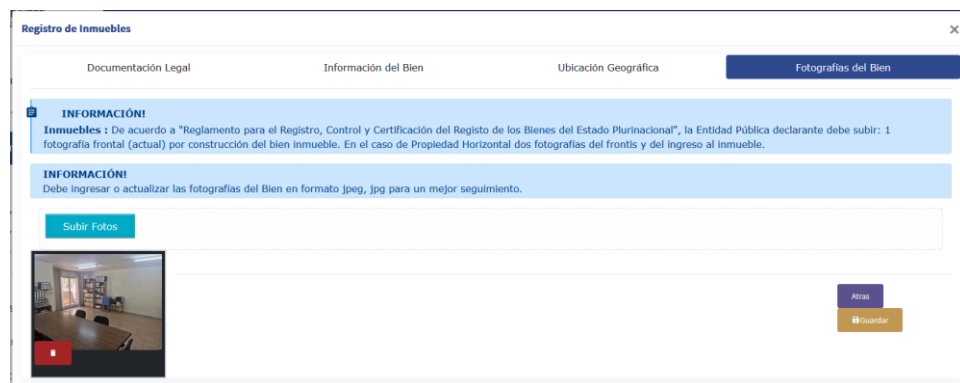 Registro de Inmuebles
×
Documentación Legal
Información del Bien
Ubicación Geográfica
Fotografías del Bien
INFORMACIÓN!
Inmuebles : De acuerdo a "Reglamento para el Registro, Control y Certificación del Registo de los Bienes del Estado Plurinacional", la Entidad Pública declarante debe subir: 1
fotografía frontal (actual) por construcción del bien inmueble. En el caso de Propiedad Horizontal dos fotografías del frontis y del ingreso al inmueble.
INFORMACIÓN!
Debe ingresar o actualizar las fotografias del Bien en formato jpeg, jpg para un mejor seguimiento.
Subir Fotos
Atras
Guardar